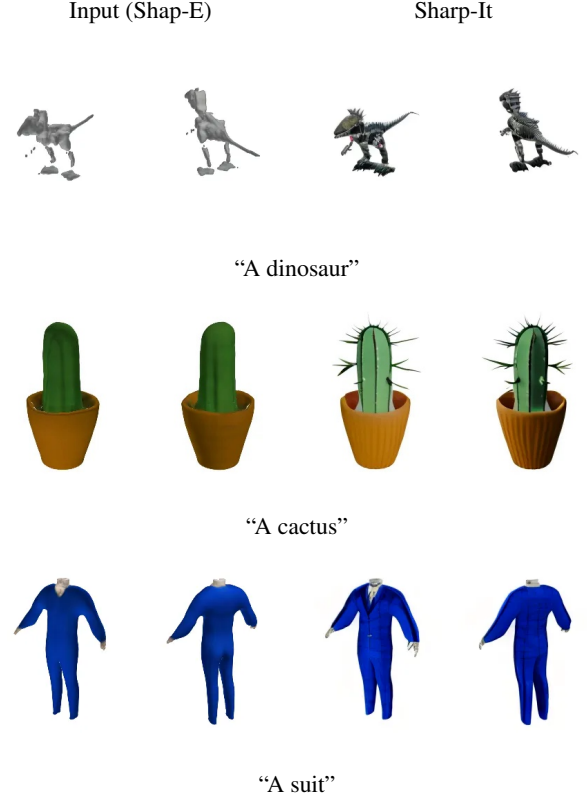 Input (Shap-E) Sharp-It
“A dinosaur”
“A cactus”
“A suit”